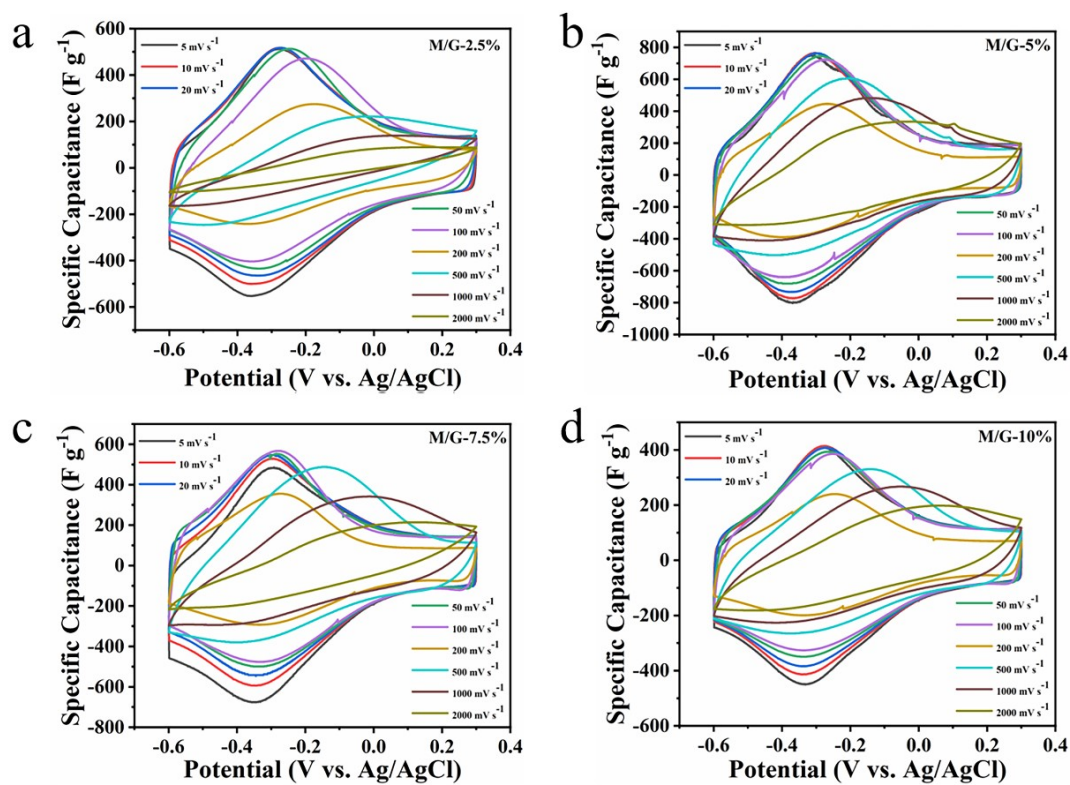 a
M/G-2.5%
5 mV s-1
10 mV s-1
20 mV s-1
50 mV s-1
100 mV s-1
200 mV s-1
500 mV s-1
1000 mV s-1
2000 mV s-1
600
400
200
0
-200
-400
-600
-0.6 -0.4 -0.2 0.0 0.2 0.4
Specific Capacitance (F g-1)
Potential (V vs. Ag/AgCl)
b
M/G-5%
5 mV s-1
10 mV s-1
20 mV s-1
50 mV s-1
100 mV s-1
200 mV s-1
500 mV s-1
1000 mV s-1
2000 mV s-1
800
600
400
200
0
-200
-400
-600
-800
-1000
-0.6 -0.4 -0.2 0.0 0.2 0.4
Specific Capacitance (F g-1)
Potential (V vs. Ag/AgCl)
c
M/G-7.5%
5 mV s-1
10 mV s-1
20 mV s-1
50 mV s-1
100 mV s-1
200 mV s-1
500 mV s-1
1000 mV s-1
2000 mV s-1
600
400
200
0
-200
-400
-600
-800
-0.6 -0.4 -0.2 0.0 0.2 0.4
Specific Capacitance (F g-1)
Potential (V vs. Ag/AgCl)
d
M/G-10%
5 mV s-1
10 mV s-1
20 mV s-1
50 mV s-1
100 mV s-1
200 mV s-1
500 mV s-1
1000 mV s-1
2000 mV s-1
400
200
0
-200
-400
-600
-0.6 -0.4 -0.2 0.0 0.2 0.4
Specific Capacitance (F g-1)
Potential (V vs. Ag/AgCl)